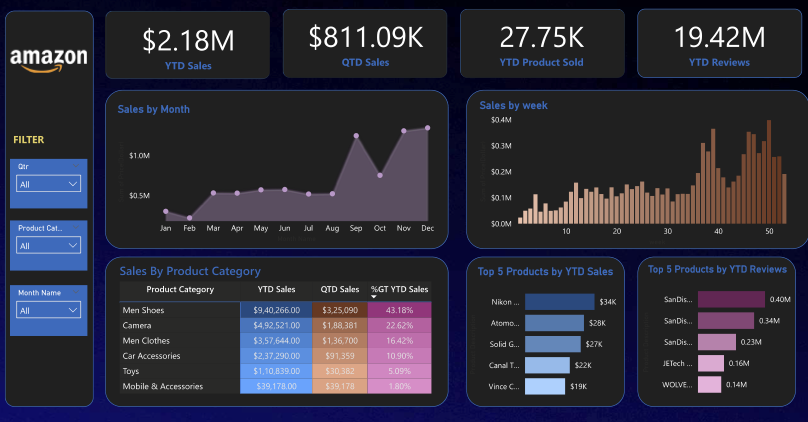 amazon
FILTER
Qtr
All
Product Cat...
All
Month Name
All
$2.18M
YTD Sales
$811.09K
QTD Sales
27.75K
YTD Product Sold
19.42M
YTD Reviews
Sales by Month
$1.0M
$0.5M
Jan Feb Mar Apr May Jun Jul Aug Sep Oct Nov Dec
Sales by week
$0.4M
$0.3M
$0.2M
$0.1M
$0.0M
10 20 30 40 50
Sales By Product Category
Product Category YTD Sales QTD Sales %GT YTD Sales
Men Shoes $9,40,266.00 $3,25,090 43.18%
Camera $4,92,521.00 $1,88,381 22.62%
Men Clothes $3,57,644.00 $1,36,700 16.42%
Car Accessories $2,37,290.00 $91,359 10.90%
Toys $1,10,839.00 $30,382 5.09%
Mobile & Accessories $39,178.00 $39,178 1.80%
Top 5 Products by YTD Sales
Nikon ... $34K
Atomo... $28K
Solid G... $27K
Canal T... $22K
Vince C... $19K
Top 5 Products by YTD Reviews
SanDis... 0.40M
SanDis... 0.34M
SanDis... 0.23M
JETech ... 0.16M
WOLVE... 0.14M